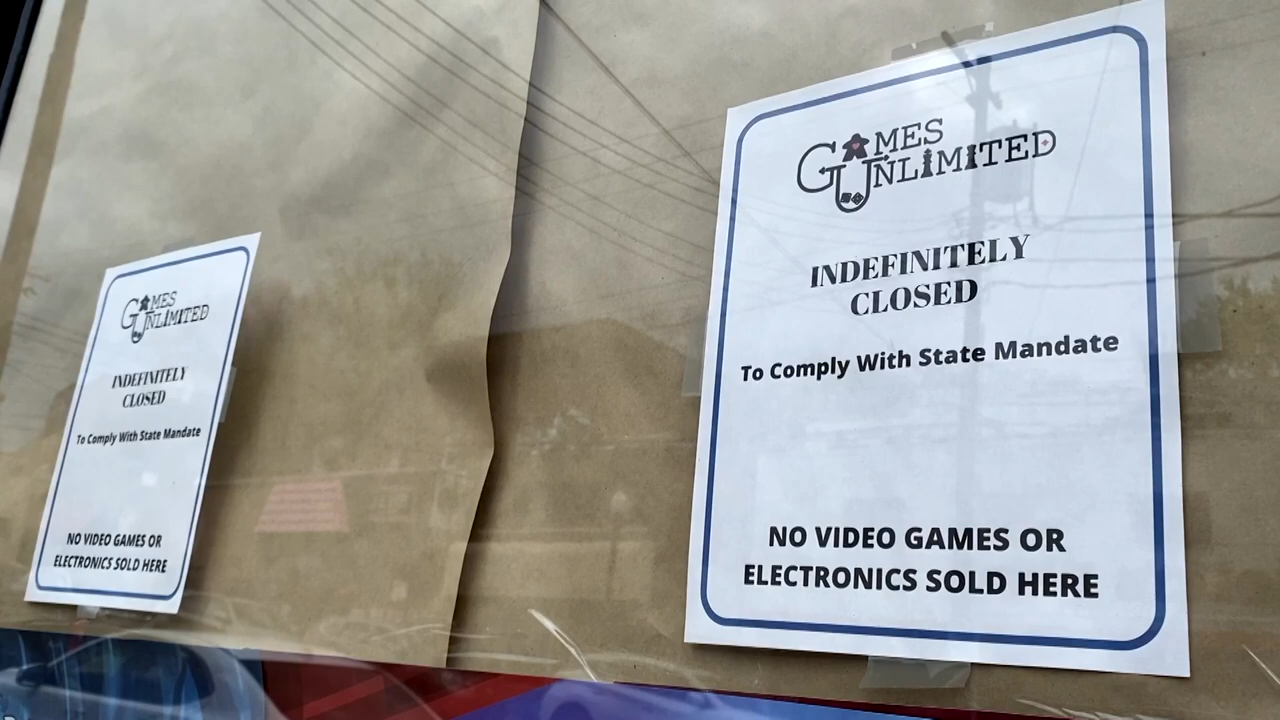 GAMES
UNLIMITED
INDEFINITELY
CLOSED
To Comply With State Mandate
NO VIDEO GAMES OR
ELECTRONICS SOLD HERE
GAMES
UNLIMITED
INDEFINITELY
CLOSED
To Comply With State Mandate
NO VIDEO GAMES OR
ELECTRONICS SOLD HERE